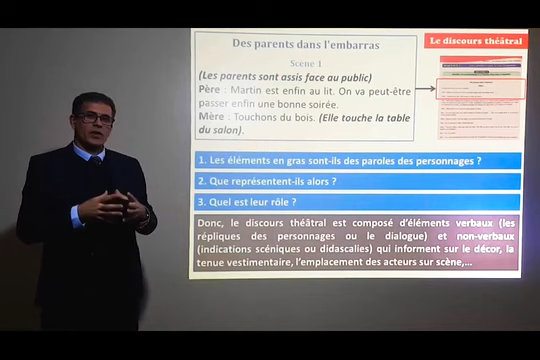 Des parents dans l'embarras
Le discours théâtral
Scène 1
(Les parents sont assis face au public)
Père : Martin est enfin au lit. On va peut-être
passer enfin une bonne soirée.
Mère : Touchons du bois. (Elle touche la table
du salon).
1. Les éléments en gras sont-ils des paroles des personnages ?
2. Que représentent-ils alors ?
3. Quel est leur rôle ?
Donc, le discours théâtral est composé d'éléments verbaux (les
répliques des personnages ou le dialogue) et non-verbaux
(indications scéniques ou didascalies) qui informent sur le décor, la
tenue vestimentaire, l'emplacement des acteurs sur scène,...